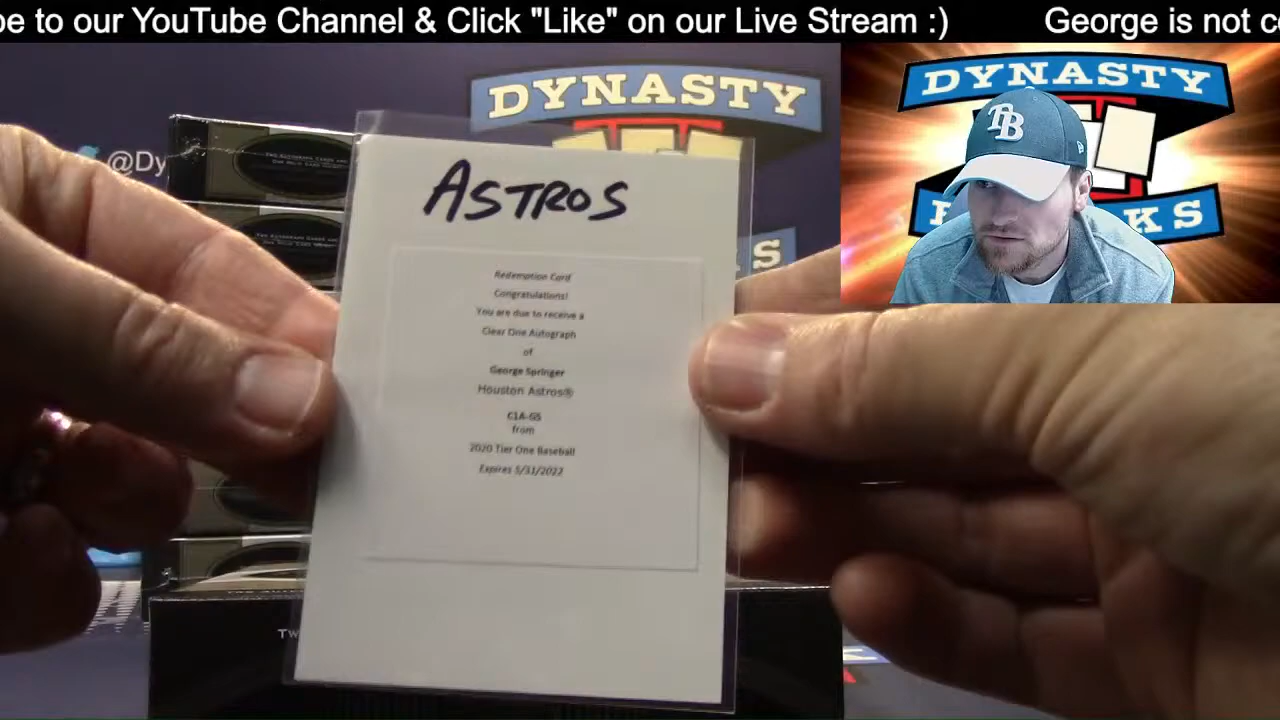 be to our YouTube Channel & Click "Like" on our Live Stream :) George is not c
DYNASTY
@Dy
KS
DYNASTY
TB
KS
ASTROS
Redemption Card
Congratulations!
You are due to receive a
Clear One Autograph
of
George Springer
Houston Astros®
C1A-GS
from
2020 Tier One Baseball
Expires 5/31/2022
TW